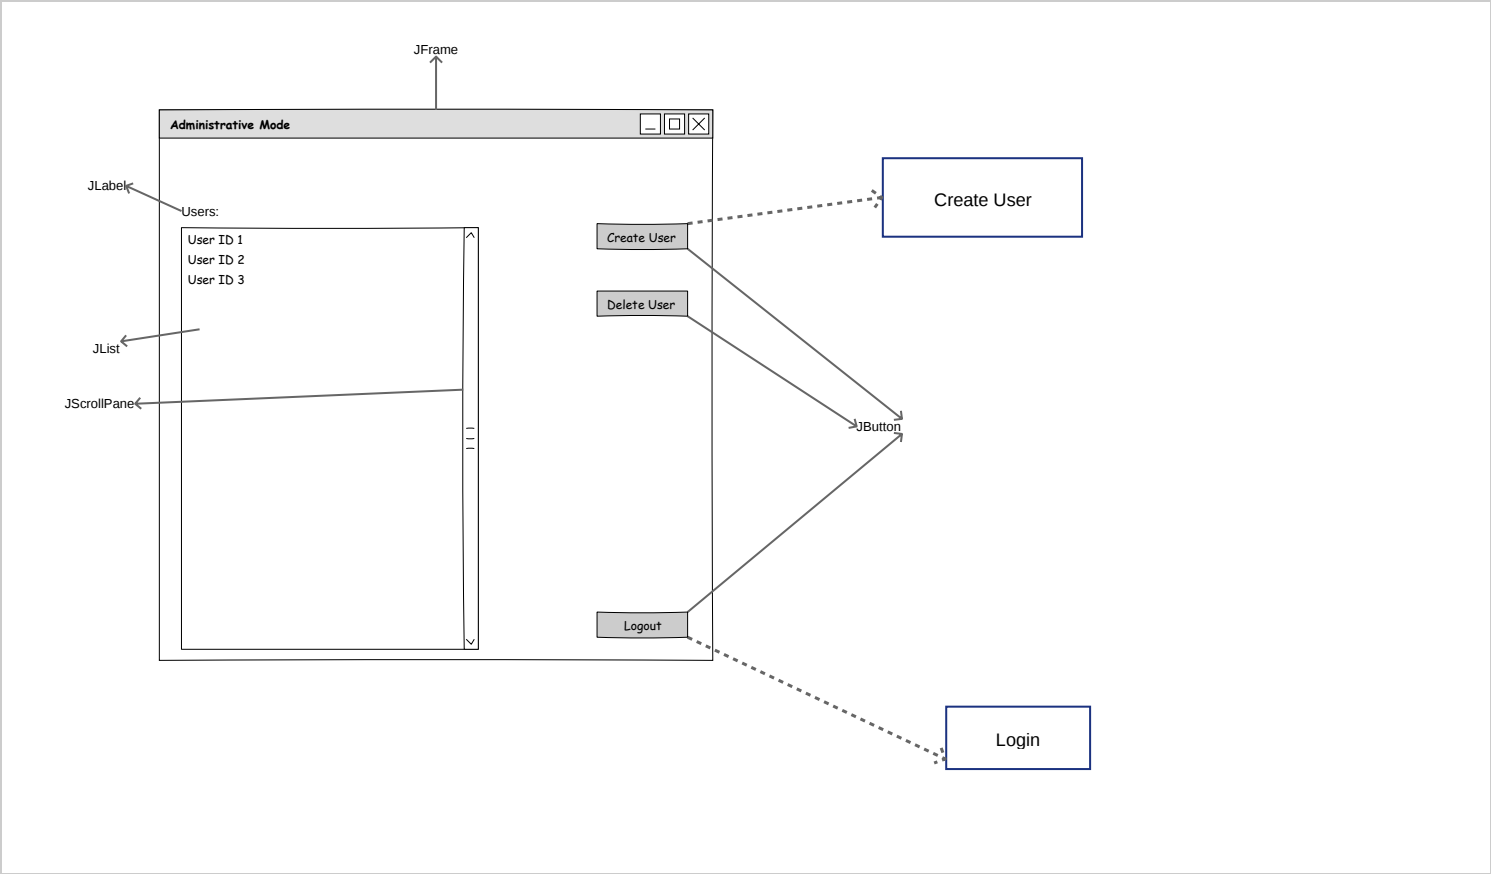 JFrame
Administrative Mode
JLabel
Users:
User ID 1
User ID 2
User ID 3
JList
JScrollPane
Create User
Delete User
Logout
JButton
Create User
Login